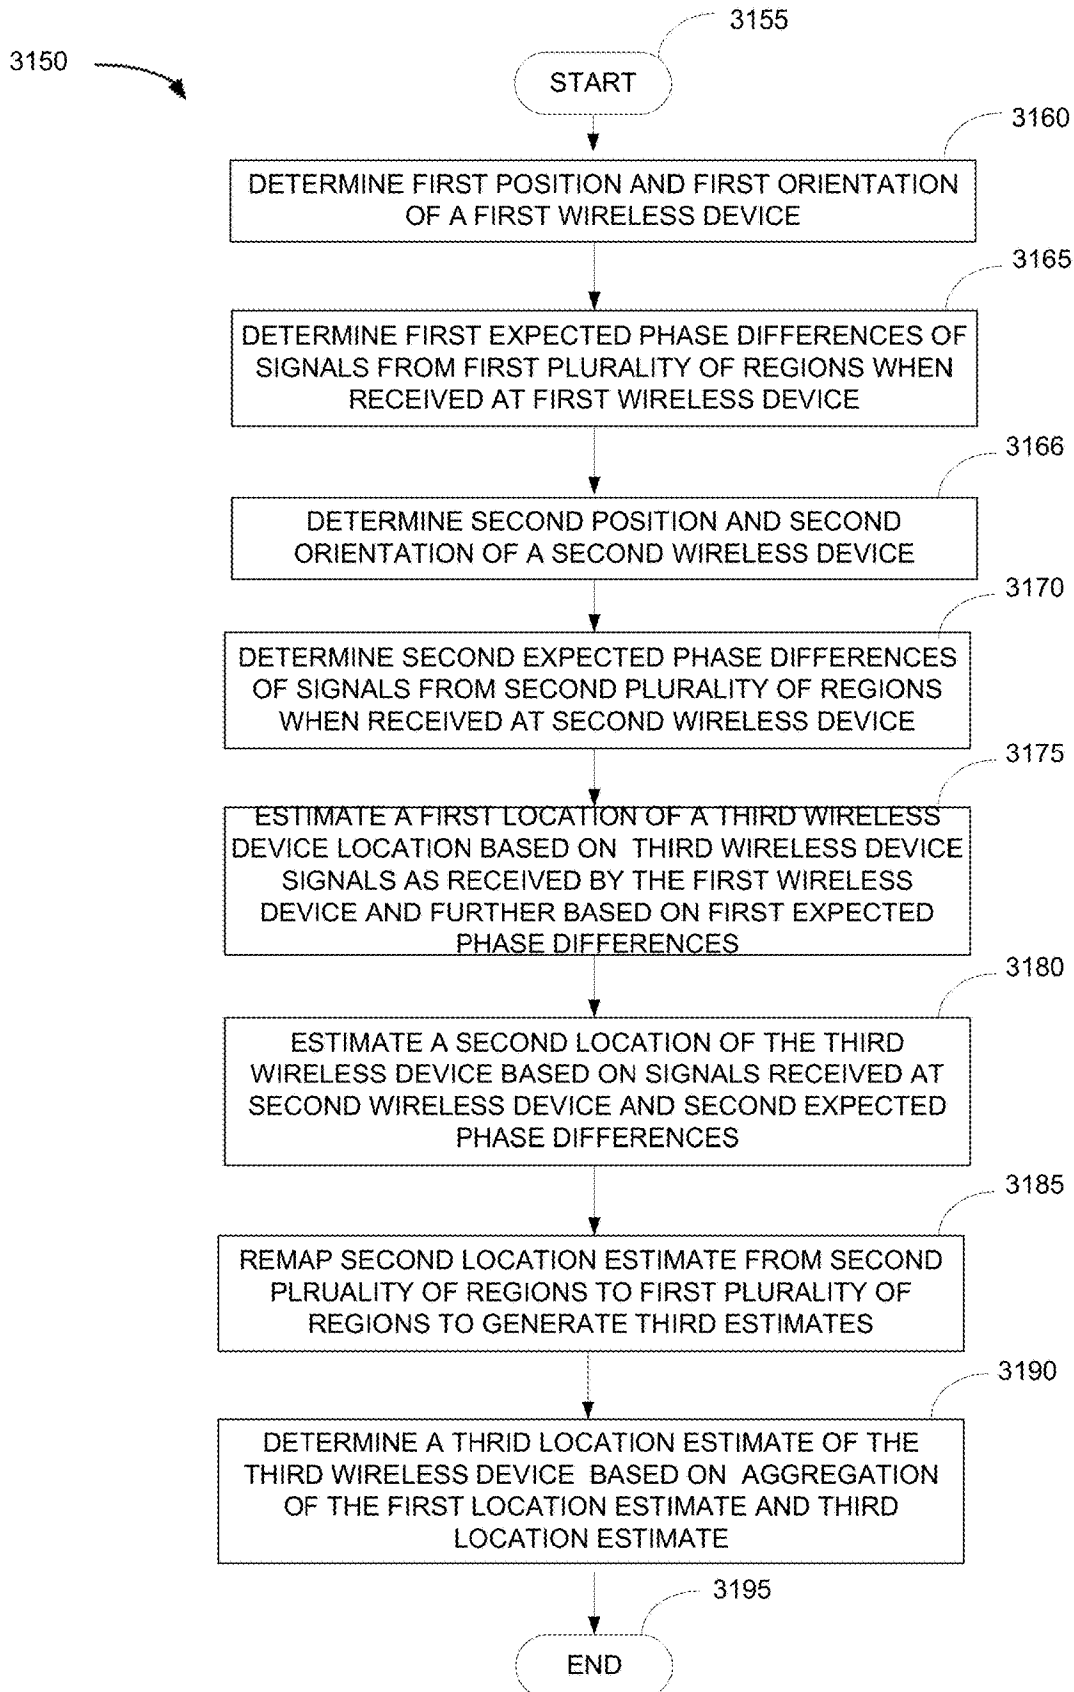 3155
3150
START
3160
DETERMINE FIRST POSITION AND FIRST ORIENTATION
OF A FIRST WIRELESS DEVICE
3165
DETERMINE FIRST EXPECTED PHASE DIFFERENCES OF
SIGNALS FROM FIRST PLURALITY OF REGIONS WHEN
RECEIVED AT FIRST WIRELESS DEVICE
3166
DETERMINE SECOND POSITION AND SECOND
ORIENTATION OF A SECOND WIRELESS DEVICE
3170
DETERMINE SECOND EXPECTED PHASE DIFFERENCES
OF SIGNALS FROM SECOND PLURALITY OF REGIONS
WHEN RECEIVED AT SECOND WIRELESS DEVICE
3175
ESTIMATE A FIRST LOCATION OF A THIRD WIRELESS
DEVICE LOCATION BASED ON THIRD WIRELESS DEVICE
SIGNALS AS RECEIVED BY THE FIRST WIRELESS
DEVICE AND FURTHER BASED ON FIRST EXPECTED
PHASE DIFFERENCES
3180
ESTIMATE A SECOND LOCATION OF THE THIRD
WIRELESS DEVICE BASED ON SIGNALS RECEIVED AT
SECOND WIRELESS DEVICE AND SECOND EXPECTED
PHASE DIFFERENCES
3185
REMAP SECOND LOCATION ESTIMATE FROM SECOND
PLRUALITY OF REGIONS TO FIRST PLURALITY OF
REGIONS TO GENERATE THIRD ESTIMATES
3190
DETERMINE A THRID LOCATION ESTIMATE OF THE
THIRD WIRELESS DEVICE BASED ON AGGREGATION
OF THE FIRST LOCATION ESTIMATE AND THIRD
LOCATION ESTIMATE
3195
END